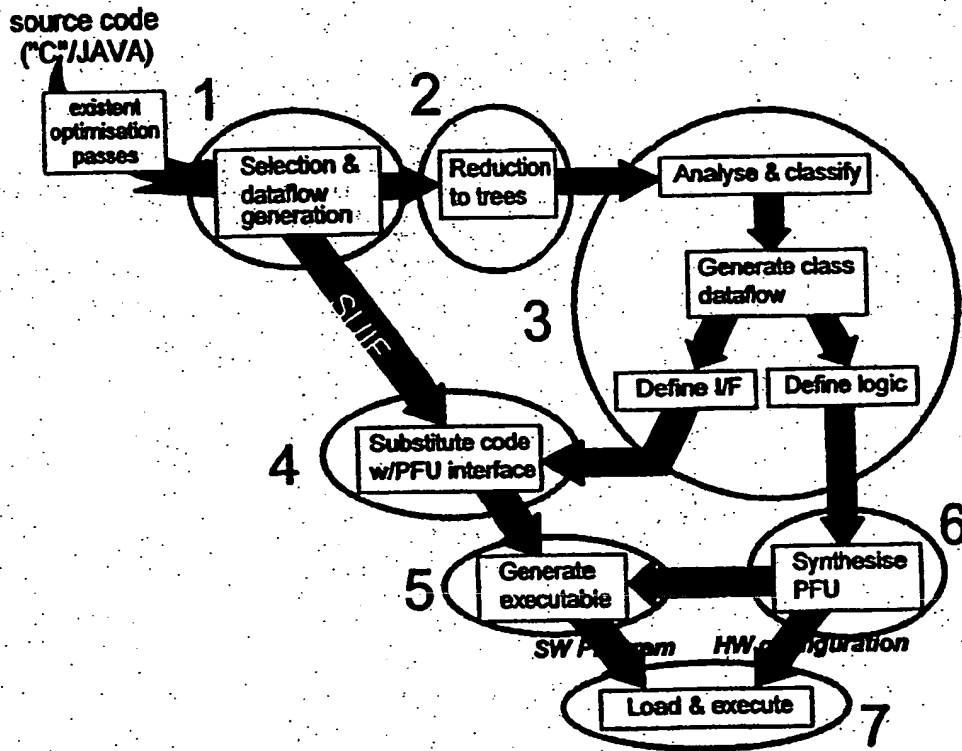 source code
("C"/JAVA)
existent
optimisation
passes
1
Selection &
dataflow
generation
2
Reduction
to trees
Analyse & classify
Generate class
dataflow
3
Define I/F
Define logic
SUIF
4
Substitute code
w/PFU interface
5
Generate
executable
6
Synthesise
PFU
SW
HW
Load & execute
7